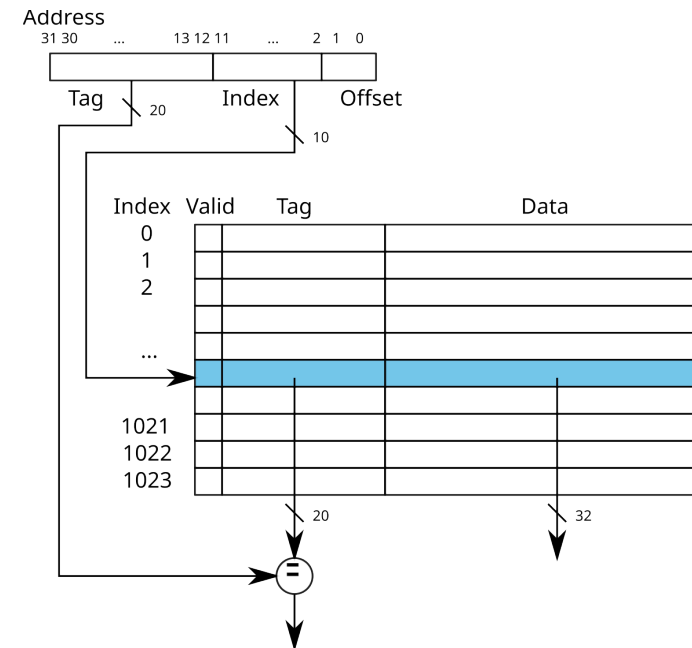 Address
31 30 ... 13 12 11 ... 2 1 0
Tag 20 Index Offset
10
Index Valid Tag Data
0
1
2
...
1021
1022
1023
20 32
=